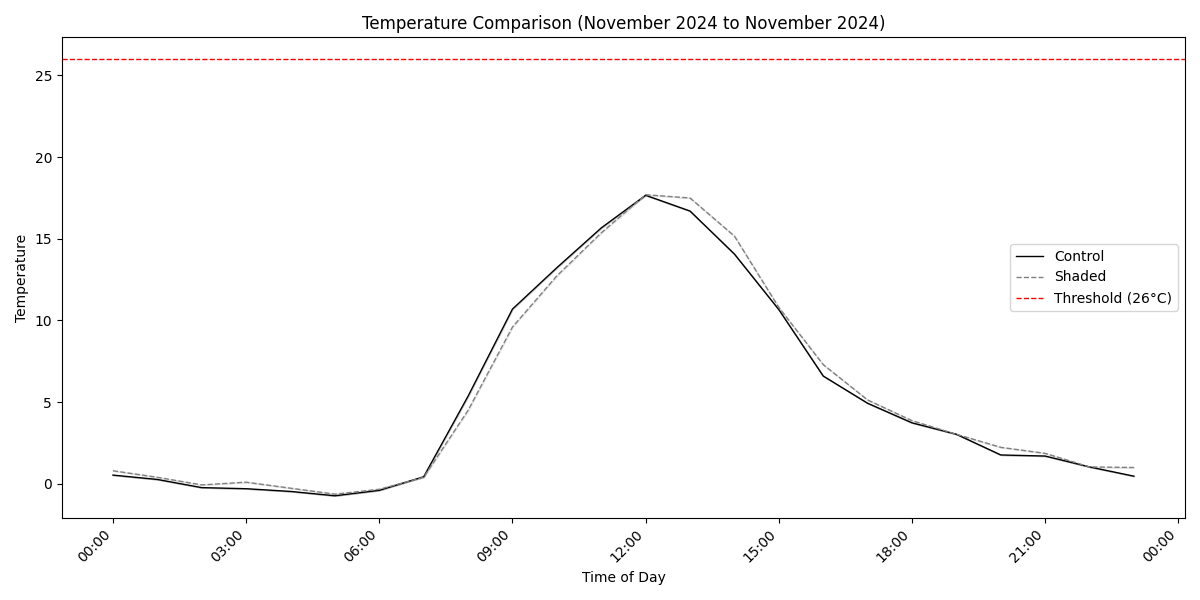 Temperature Comparison (November 2024 to November 2024)
Temperature
25
20
15
10
5
0
Control
Shaded
Threshold (26°C)
00:00
03:00
06:00
09:00
12:00
15:00
18:00
21:00
00:00
Time of Day